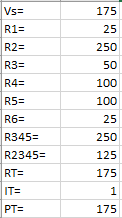 Vs= 175
R1= 25
R2= 250
R3= 50
R4= 100
R5= 100
R6= 25
R345= 250
R2345= 125
RT= 175
IT= 1
PT= 175